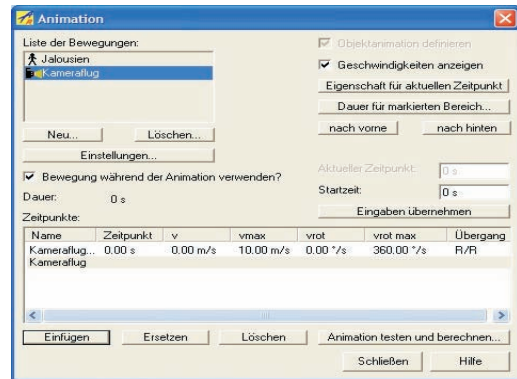 Animation
Liste der Bewegungen:
Jalousien
Kameraflug
Neu...
Löschen...
Einstellungen...
Bewegung während der Animation verwenden?
Dauer:
0 s
Objektanimation definieren
Geschwindigkeiten anzeigen
Eigenschaft für aktuellen Zeitpunkt
Dauer für markierten Bereich...
nach vorne
nach hinten
Aktueller Zeitpunkt:
0 s
Startzeit:
0 s
Eingaben übernehmen
Zeitpunkte:
Name Zeitpunkt v vmax vrot vrot max Übergang
Kameraflug... 0.00 s 0.00 m/s 10.00 m/s 0.00 °/s 360.00 °/s R/R
Kameraflug
Einfügen
Ersetzen
Löschen
Animation testen und berechnen...
Schließen
Hilfe